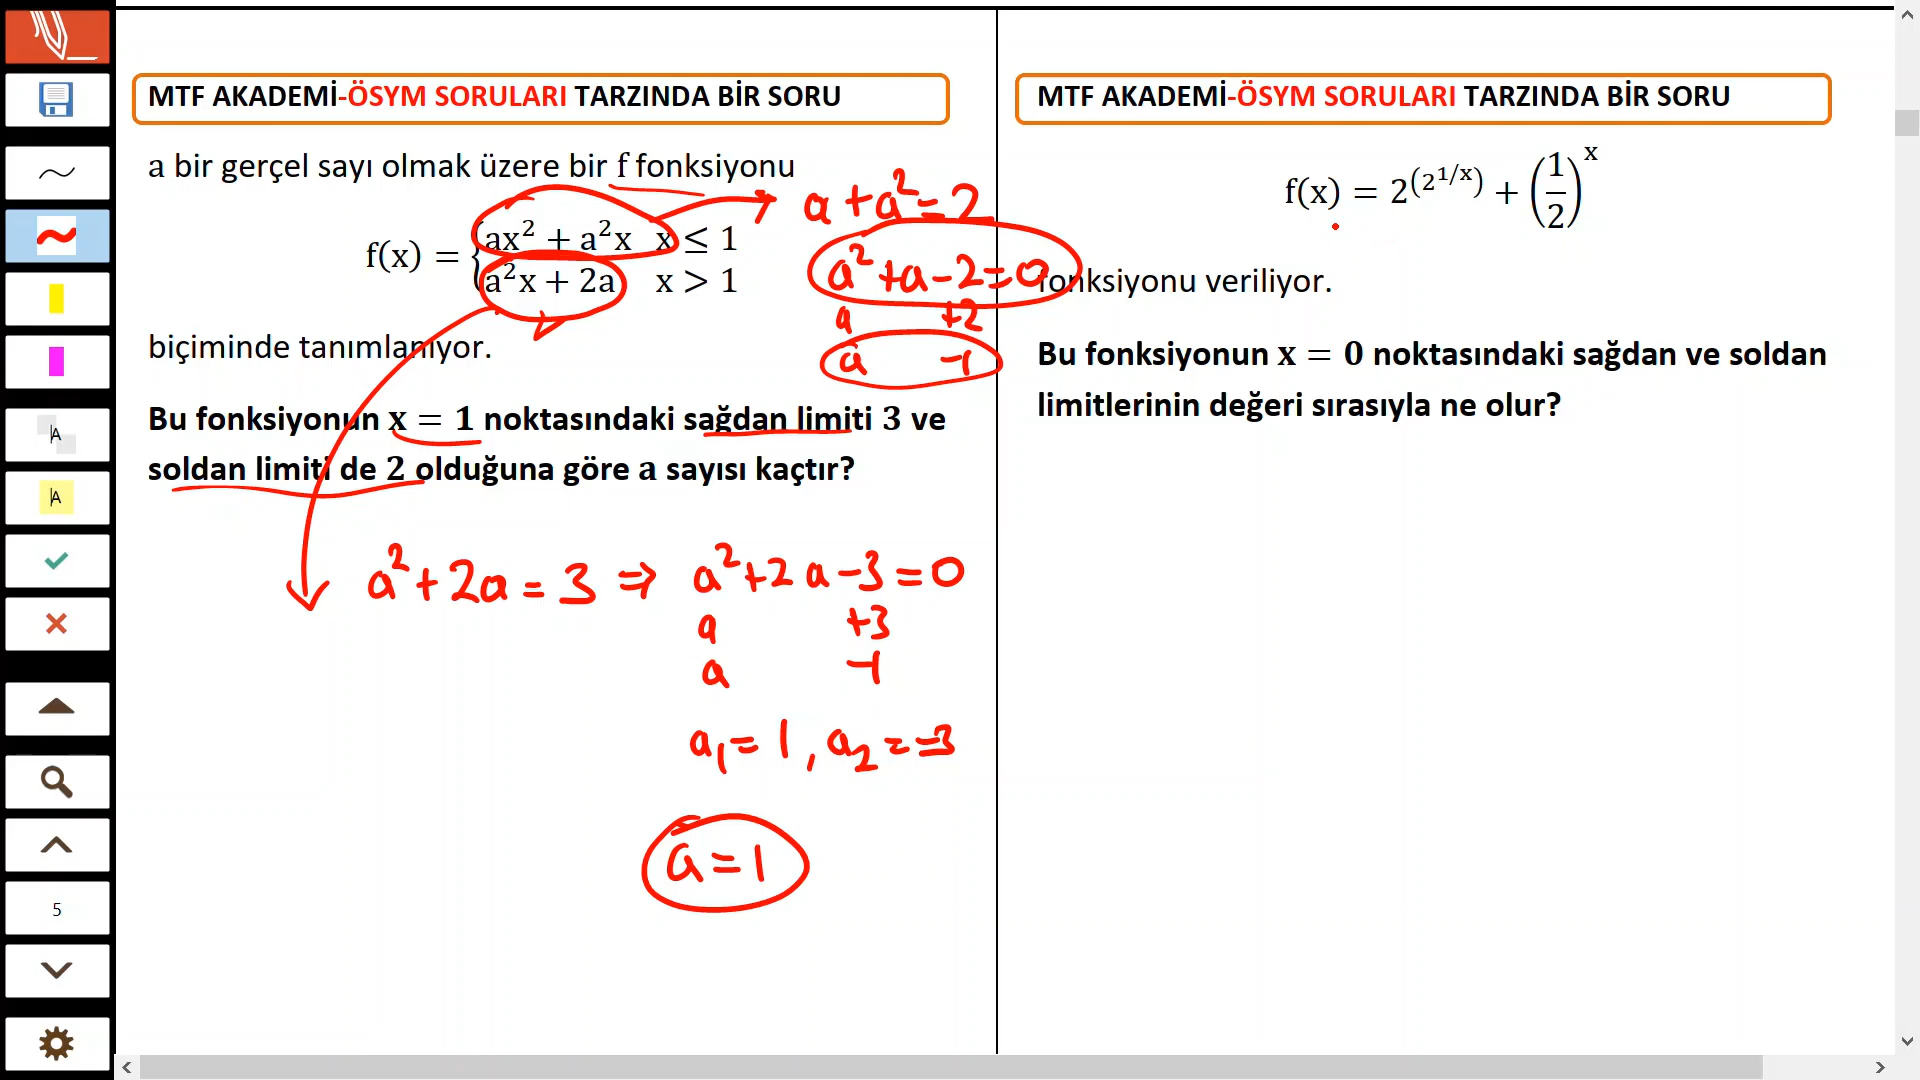 MTF AKADEMİ-ÖSYM SORULARI TARZINDA BİR SORU
a bir gerçel sayı olmak üzere bir f fonksiyonu
f(x) = { ax² + a²x   x ≤ 1
a²x + 2a   x > 1
biçiminde tanımlanıyor.
Bu fonksiyonun x = 1 noktasındaki sağdan limiti 3 ve
soldan limiti de 2 olduğuna göre a sayısı kaçtır?
a + a² = 2
a² + a - 2 = 0
a +2
a -1
a² + 2a = 3 ⇒ a² + 2a - 3 = 0
a +3
a -1
a₁ = 1 , a₂ = -3
a = 1
MTF AKADEMİ-ÖSYM SORULARI TARZINDA BİR SORU
f(x) = 2^(2^1/x) + (1/2)^x
fonksiyonu veriliyor.
Bu fonksiyonun x = 0 noktasındaki sağdan ve soldan
limitlerinin değeri sırasıyla ne olur?
A
A
5